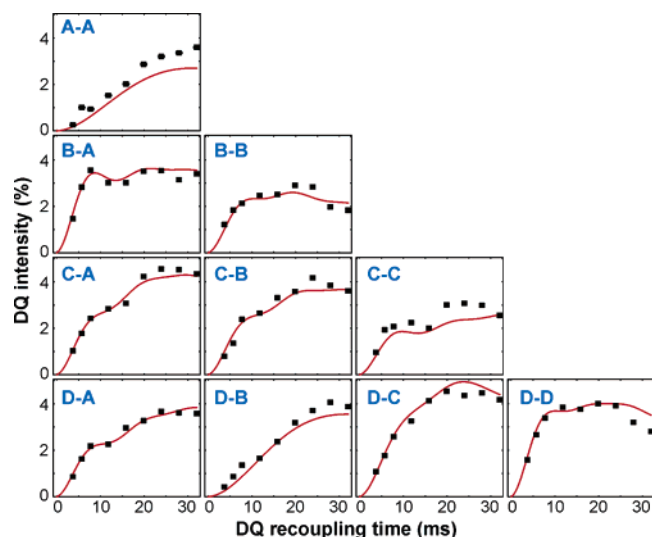 A-A
4
2
0
B-A
B-B
4
2
0
DQ intensity (%)
C-A
C-B
C-C
4
2
0
D-A
D-B
D-C
D-D
4
2
0
0 10 20 30 0 10 20 30 0 10 20 30 0 10 20 30
DQ recoupling time (ms)